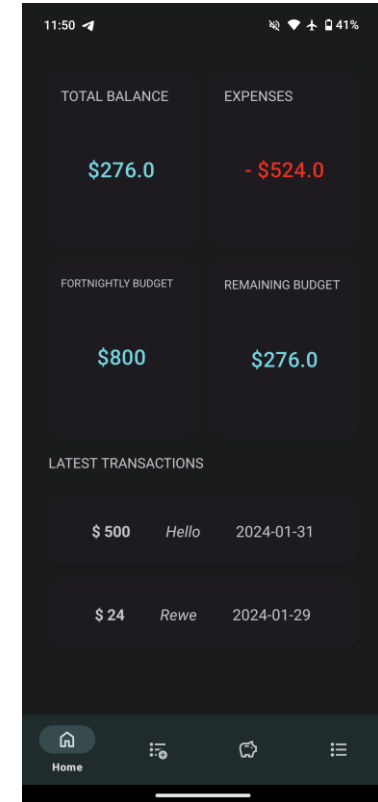 11:50
41%
TOTAL BALANCE
EXPENSES
$276.0
- $524.0
FORTNIGHTLY BUDGET
REMAINING BUDGET
$800
$276.0
LATEST TRANSACTIONS
$ 500 Hello 2024-01-31
$ 24 Rewe 2024-01-29
Home